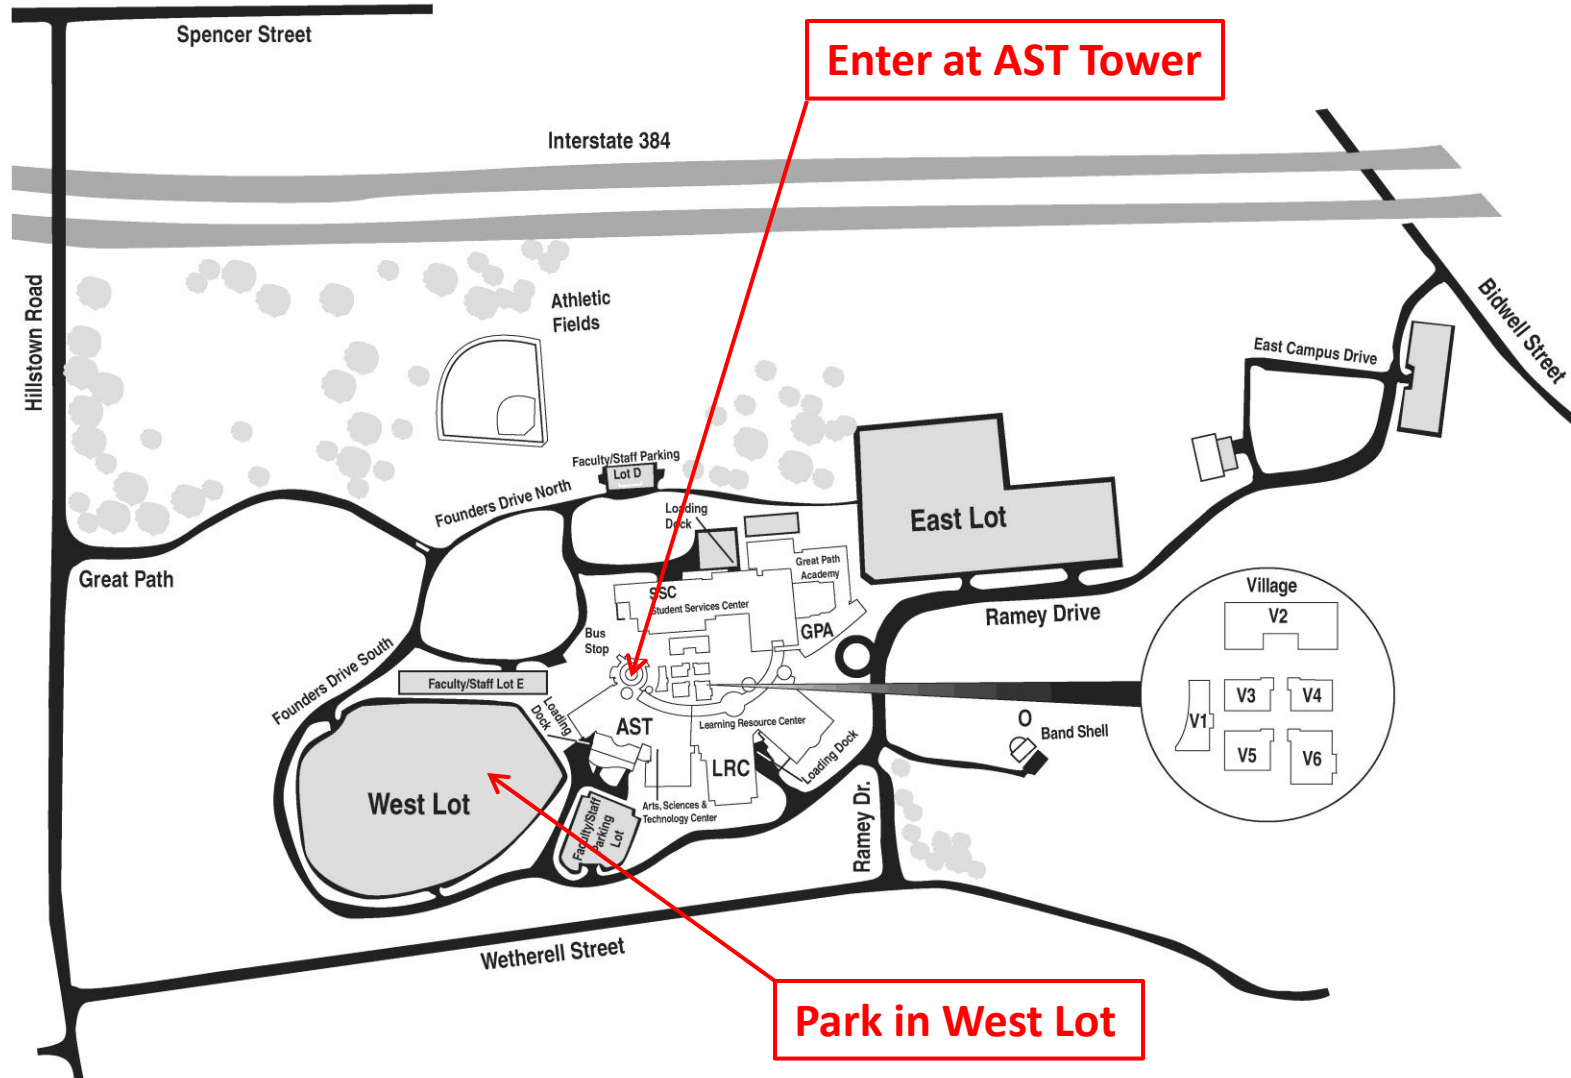 Spencer Street
Enter at AST Tower
Interstate 384
Hillstown Road
Athletic
Fields
Bidwell Street
East Campus Drive
Faculty/Staff Parking
Lot D
Founders Drive North
Loading
Dock
East Lot
Great Path
Great Path
Academy
SSC
Student Services Center
Village
V2
Ramey Drive
GPA
Bus
Stop
Founders Drive South
Faculty/Staff Lot E
V3
V4
V1
Loading
Dock
AST
Learning Resource Center
Band Shell
V5
V6
LRC
Loading Dock
West Lot
Arts, Sciences &
Technology Center
Faculty/Staff
Parking
Lot
Ramey Dr.
Wetherell Street
Park in West Lot